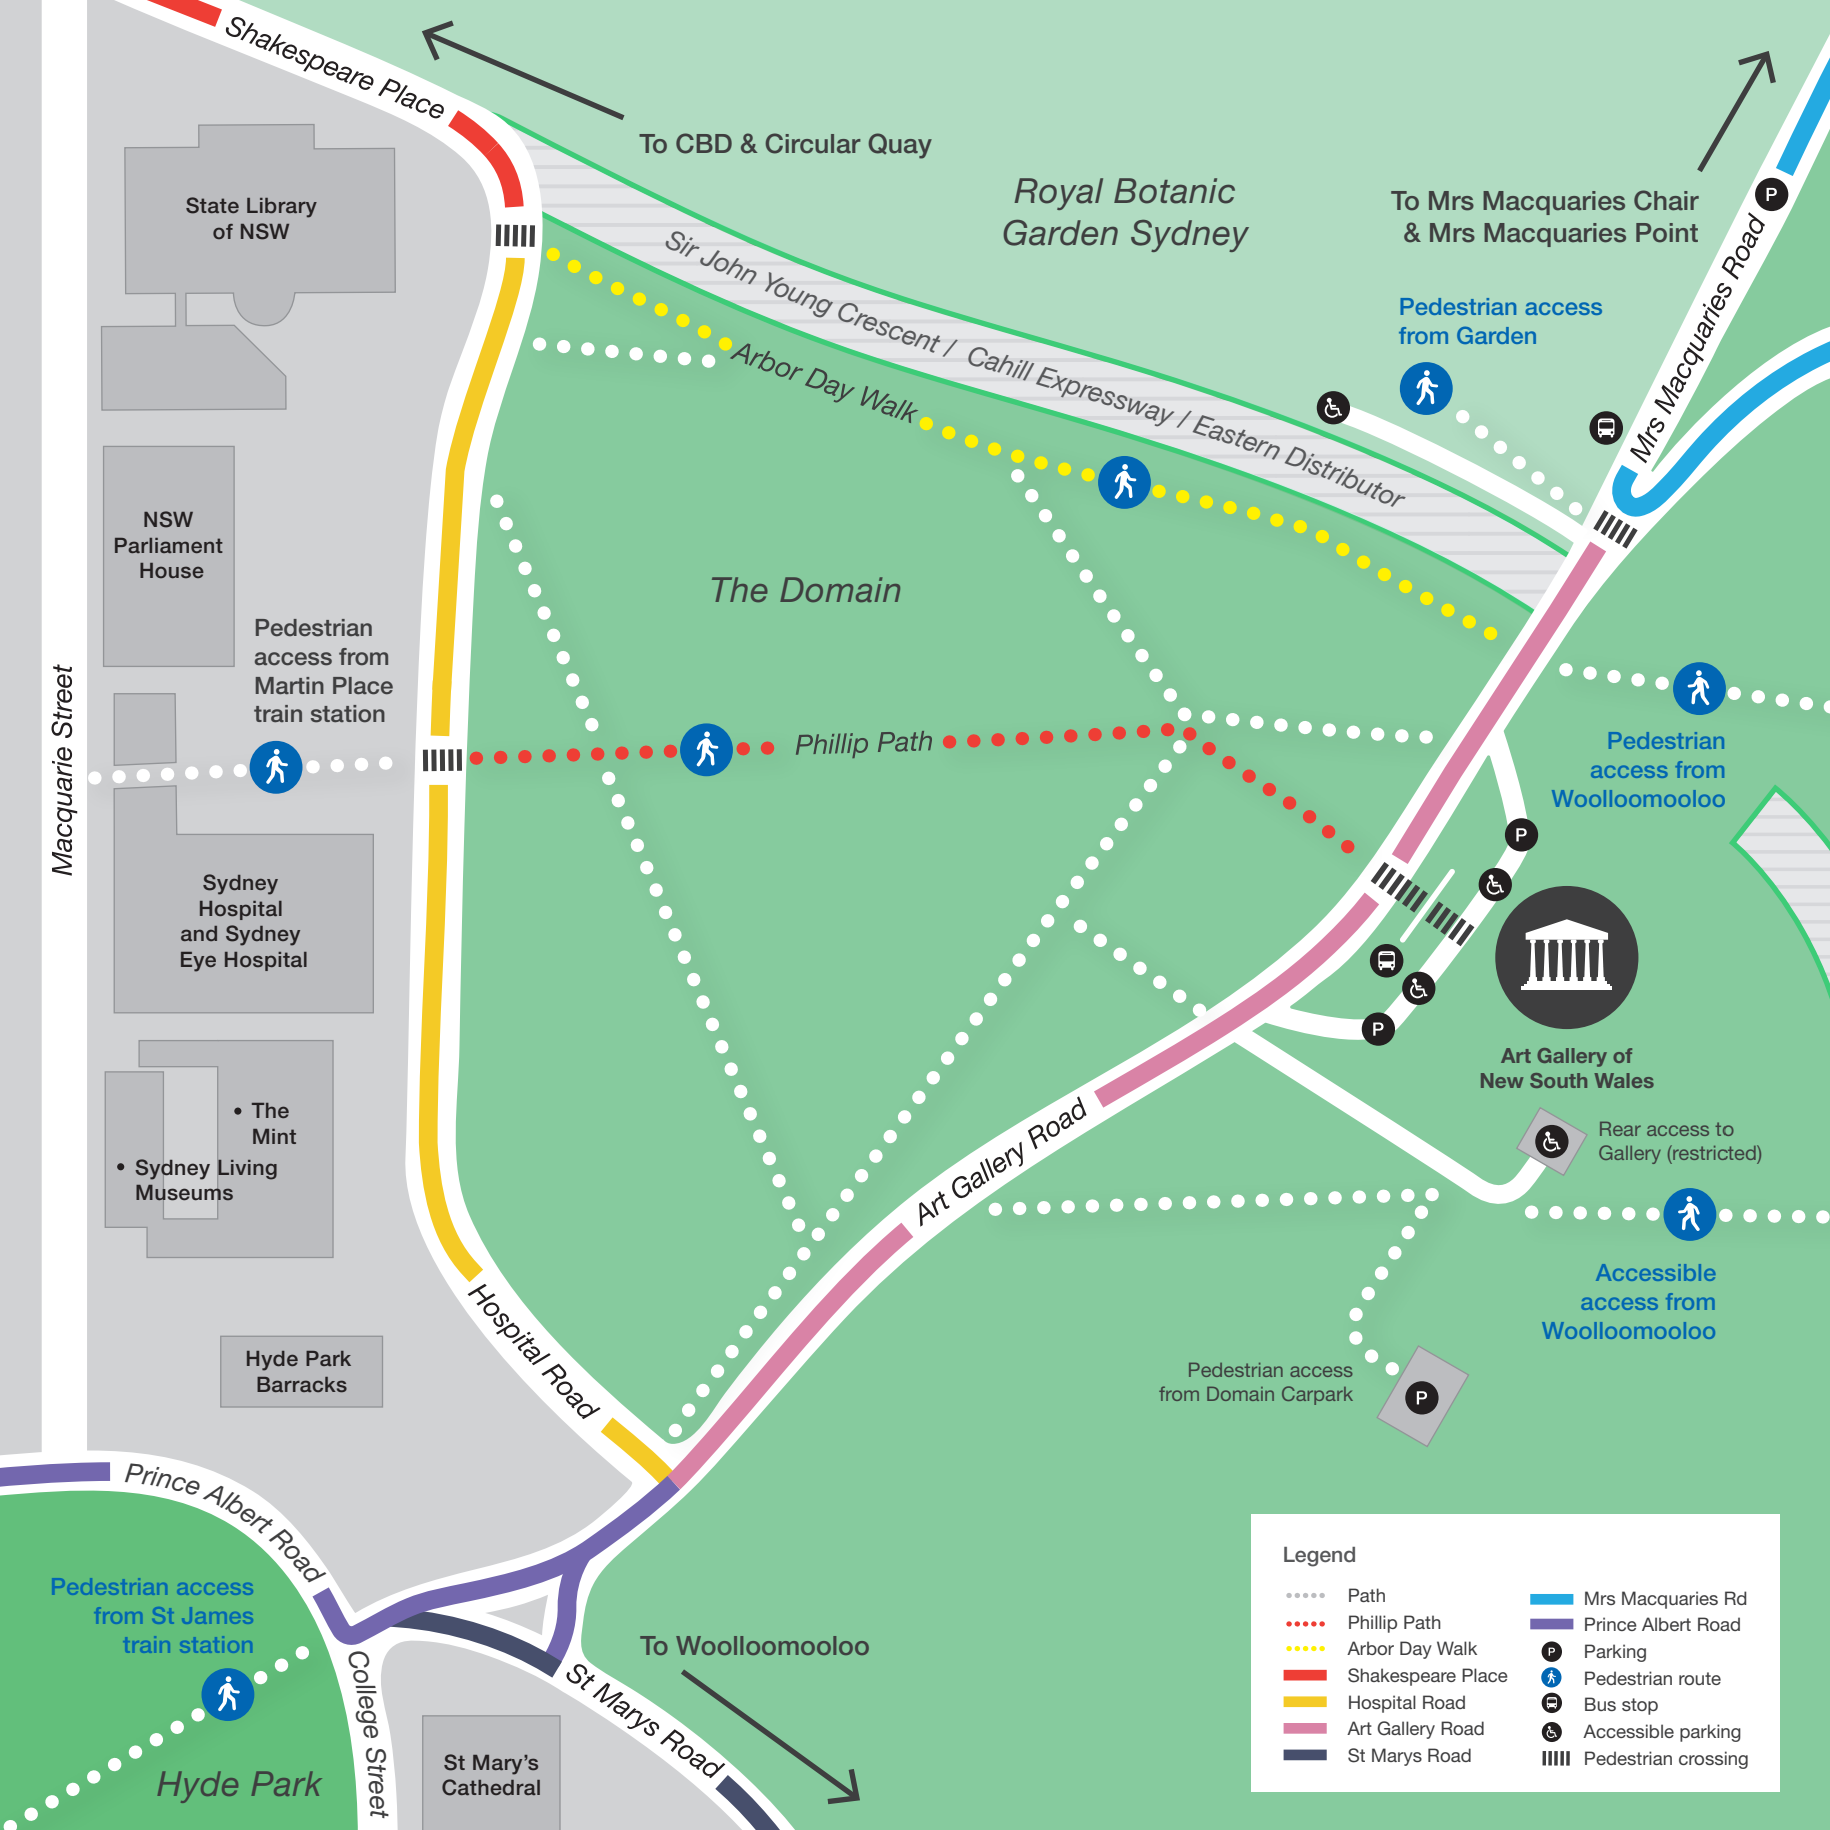 Shakespeare Place
To CBD & Circular Quay
Royal Botanic
Garden Sydney
To Mrs Macquaries Chair
& Mrs Macquaries Point
P
Mrs Macquaries Road
State Library
of NSW
Sir John Young Crescent / Cahill Expressway / Eastern Distributor
Pedestrian access
from Garden
Arbor Day Walk
NSW
Parliament
House
The Domain
Pedestrian
access from
Martin Place
train station
Macquarie Street
Phillip Path
Pedestrian
access from
Woolloomooloo
P
Sydney
Hospital
and Sydney
Eye Hospital
P
Art Gallery of
New South Wales
• The
Mint
• Sydney Living
Museums
Art Gallery Road
Rear access to
Gallery (restricted)
Accessible
access from
Woolloomooloo
Hospital Road
Hyde Park
Barracks
Pedestrian access
from Domain Carpark
P
Prince Albert Road
Pedestrian access
from St James
train station
College Street
Hyde Park
To Woolloomooloo
St Marys Road
St Mary's
Cathedral
Legend
Path
Phillip Path
Arbor Day Walk
Shakespeare Place
Hospital Road
Art Gallery Road
St Marys Road
Mrs Macquaries Rd
Prince Albert Road
P Parking
Pedestrian route
Bus stop
Accessible parking
Pedestrian crossing